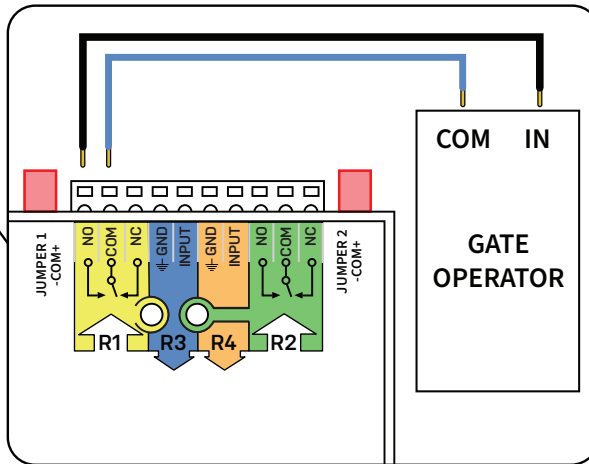 COM IN
GATE
OPERATOR
JUMPER 1
-COM+
NO
COM
NC
GND
INPUT
GND
INPUT
NO
COM
NC
JUMPER 2
-COM+
R1
R3
R4
R2